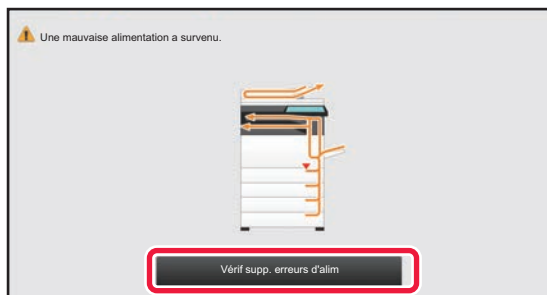 Une mauvaise alimentation a survenu.
Vérif supp. erreurs d'alim